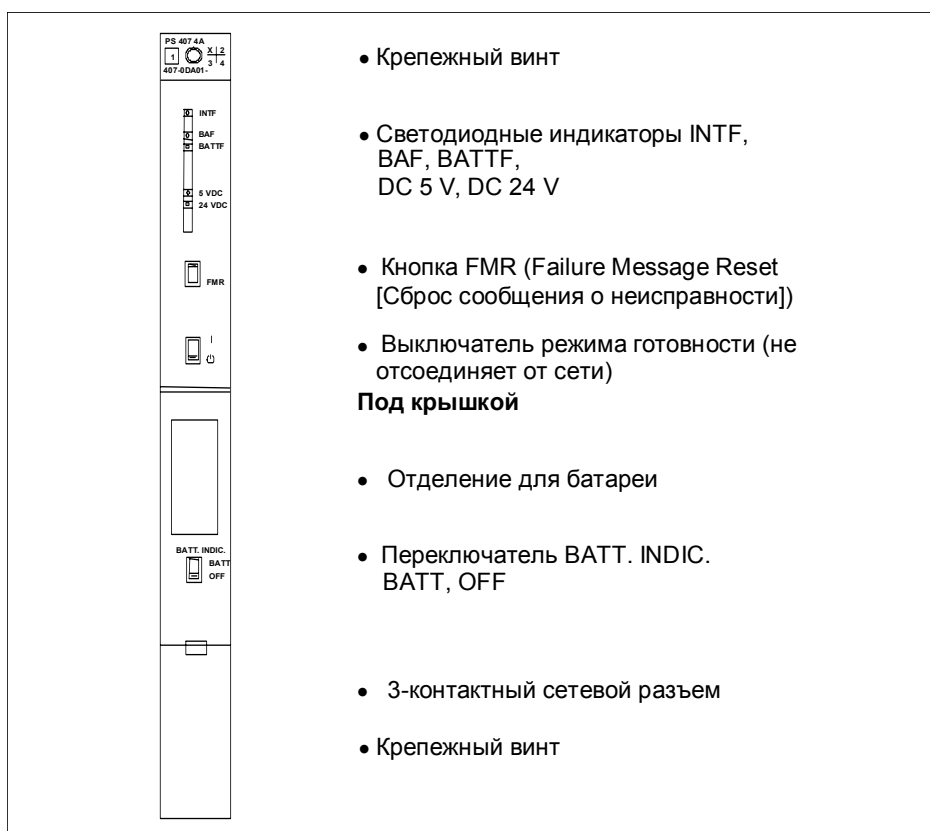 PS 407 4A
1
X 2
3 4
407-0DA01-
• Крепежный винт
INTF
BAF
BATTF
5 VDC
24 VDC
• Светодиодные индикаторы INTF,
BAF, BATTF,
DC 5 V, DC 24 V
FMR
• Кнопка FMR (Failure Message Reset
[Сброс сообщения о неисправности])
I
• Выключатель режима готовности (не
отсоединяет от сети)
Под крышкой
• Отделение для батареи
BATT. INDIC.
BATT
OFF
• Переключатель BATT. INDIC.
BATT, OFF
• 3-контактный сетевой разъем
• Крепежный винт